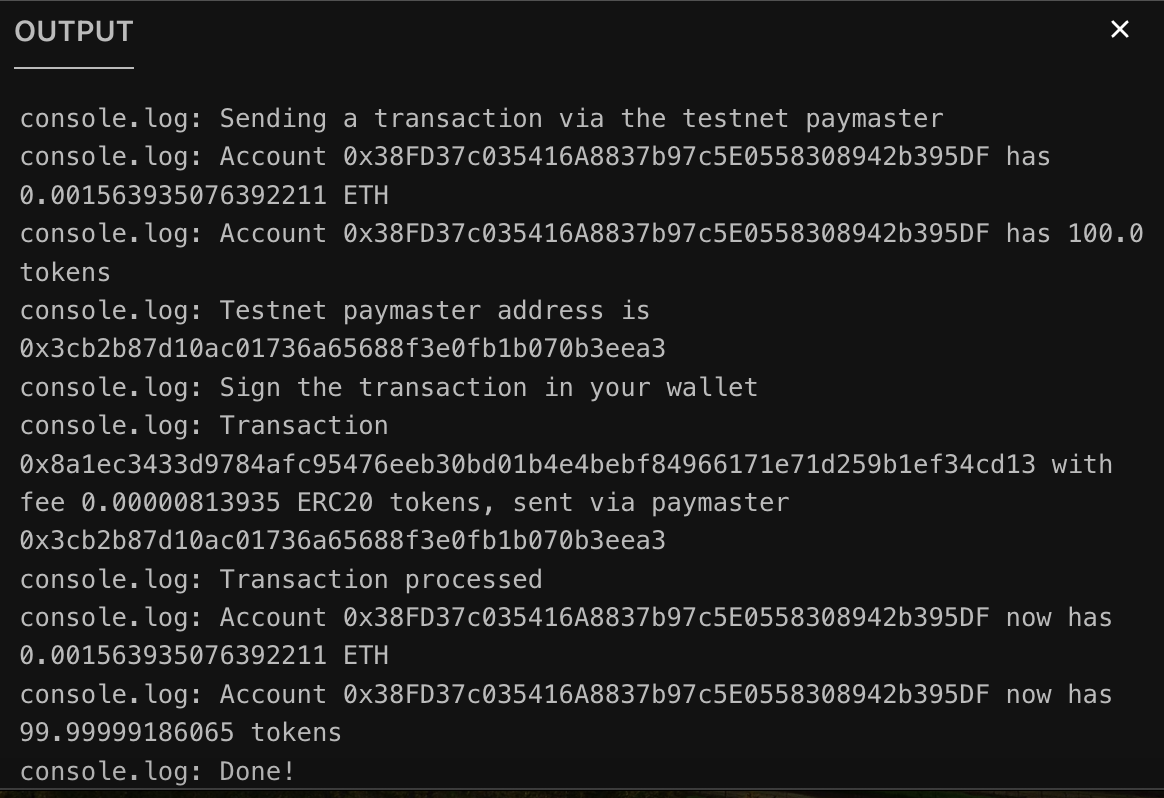 OUTPUT
console.log: Sending a transaction via the testnet paymaster
console.log: Account 0x38FD37c035416A8837b97c5E0558308942b395DF has
0.001563935076392211 ETH
console.log: Account 0x38FD37c035416A8837b97c5E0558308942b395DF has 100.0
tokens
console.log: Testnet paymaster address is
0x3cb2b87d10ac01736a65688f3e0fb1b070b3eea3
console.log: Sign the transaction in your wallet
console.log: Transaction
0x8a1ec3433d9784afc95476eeb30bd01b4e4bebf84966171e71d259b1ef34cd13 with
fee 0.00000813935 ERC20 tokens, sent via paymaster
0x3cb2b87d10ac01736a65688f3e0fb1b070b3eea3
console.log: Transaction processed
console.log: Account 0x38FD37c035416A8837b97c5E0558308942b395DF now has
0.001563935076392211 ETH
console.log: Account 0x38FD37c035416A8837b97c5E0558308942b395DF now has
99.99999186065 tokens
console.log: Done!